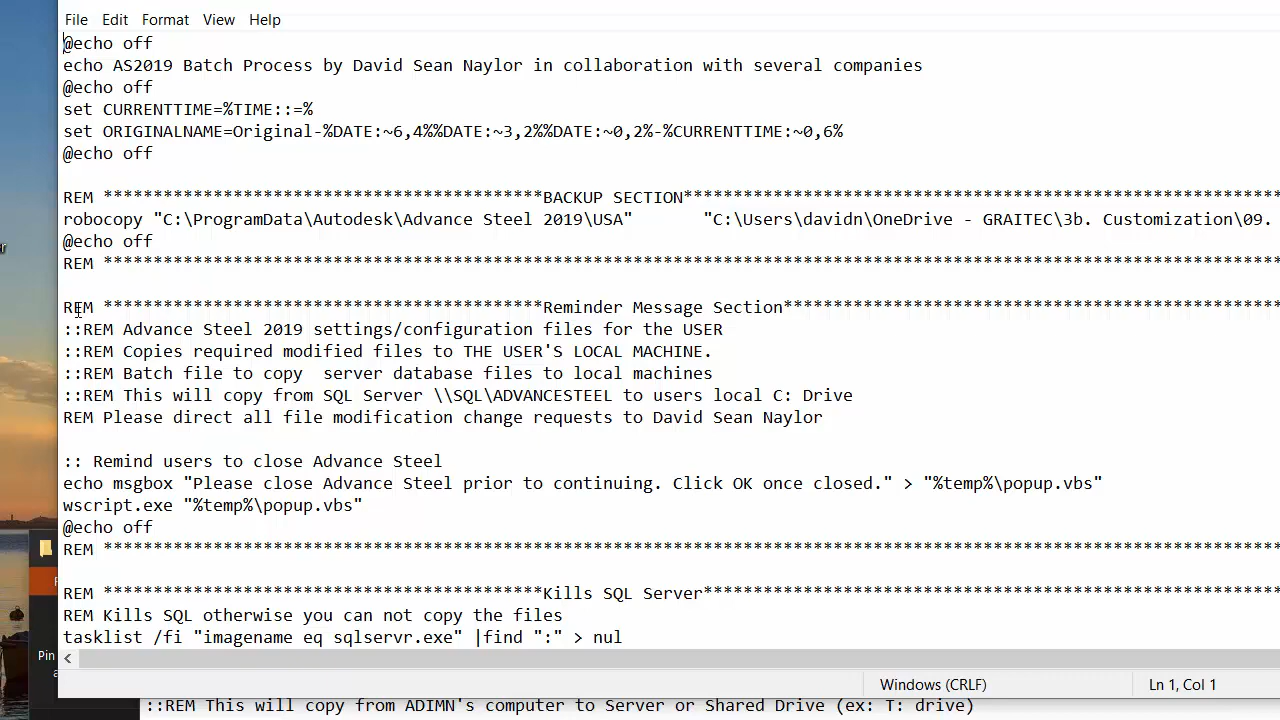 File Edit Format View Help
@echo off
echo AS2019 Batch Process by David Sean Naylor in collaboration with several companies
@echo off
set CURRENTTIME=%TIME::=%
set ORIGINALNAME=Original-%DATE:~6,4%%DATE:~3,2%%DATE:~0,2%-%CURRENTTIME:~0,6%
@echo off
REM ********************************************BACKUP SECTION************************************************************
robocopy "C:\ProgramData\Autodesk\Advance Steel 2019\USA" "C:\Users\davidn\OneDrive - GRAITEC\3b. Customization\09.
@echo off
REM **********************************************************************************************************************
REM ********************************************Reminder Message Section**************************************************
::REM Advance Steel 2019 settings/configuration files for the USER
::REM Copies required modified files to THE USER'S LOCAL MACHINE.
::REM Batch file to copy  server database files to local machines
::REM This will copy from SQL Server \\SQL\ADVANCESTEEL to users local C: Drive
REM Please direct all file modification change requests to David Sean Naylor
:: Remind users to close Advance Steel
echo msgbox "Please close Advance Steel prior to continuing. Click OK once closed." > "%temp%\popup.vbs"
wscript.exe "%temp%\popup.vbs"
@echo off
REM **********************************************************************************************************************
REM ********************************************Kills SQL Server**********************************************************
REM Kills SQL otherwise you can not copy the files
tasklist /fi "imagename eq sqlservr.exe" |find ":" > nul
Pin
Windows (CRLF) Ln 1, Col 1
::REM This will copy from ADIMN's computer to Server or Shared Drive (ex: T: drive)